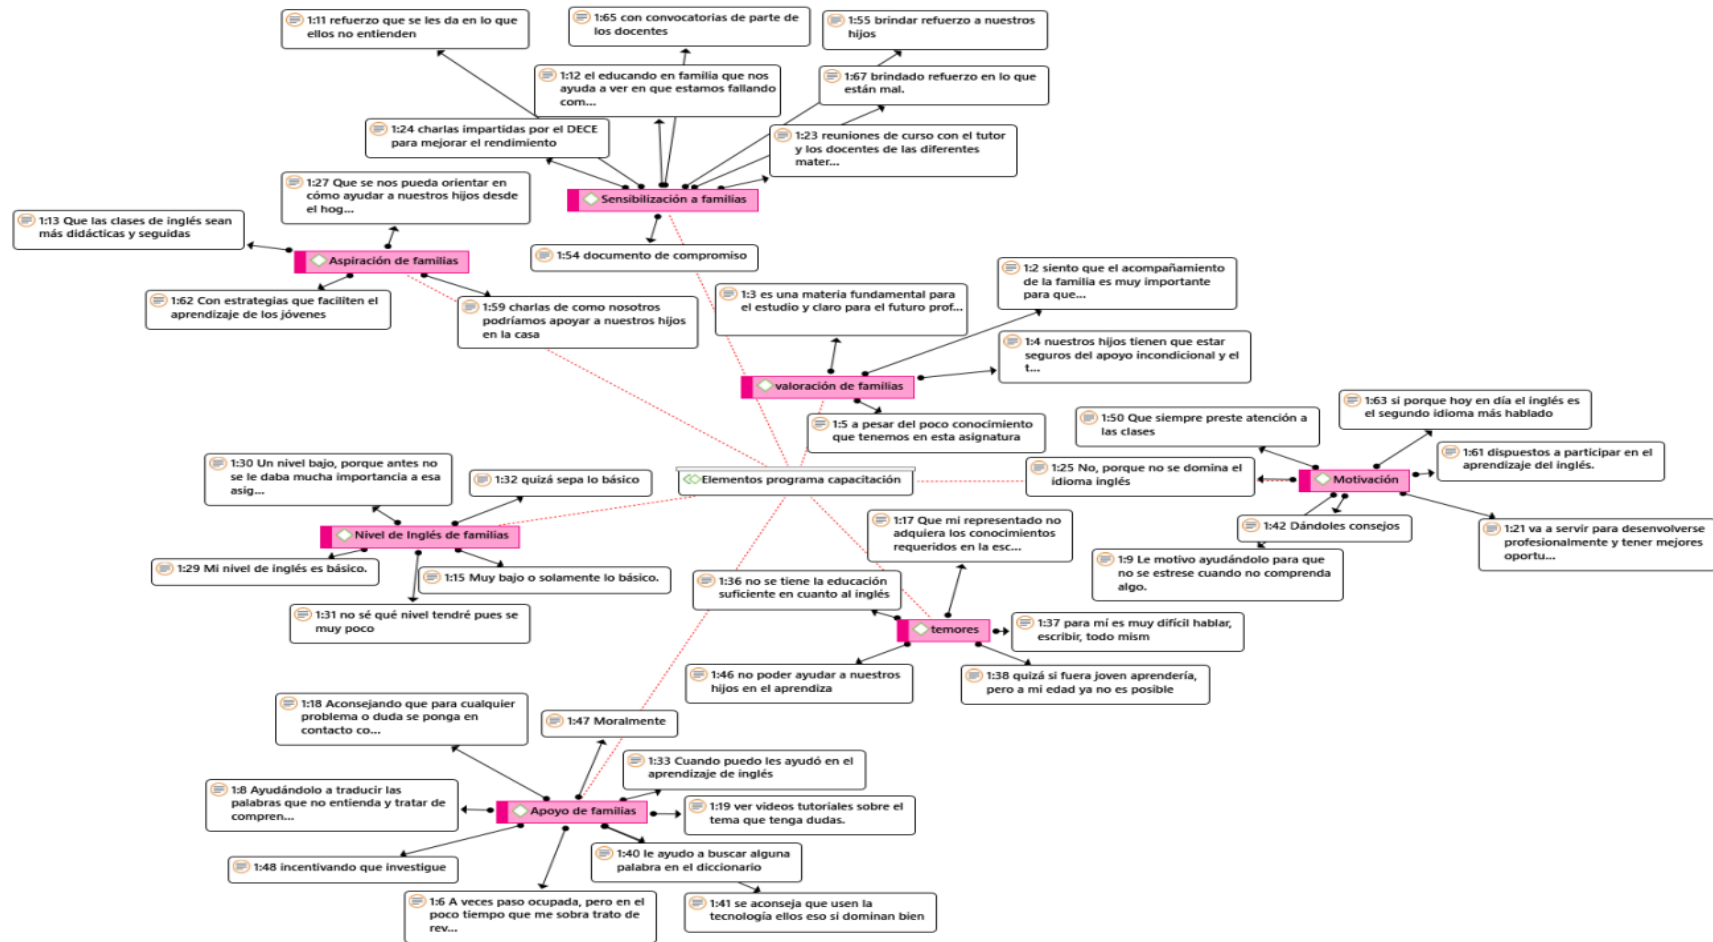 1:11 refuerzo que se les da en lo que
ellos no entienden
1:65 con convocatorias de parte de
los docentes
1:55 brindar refuerzo a nuestros
hijos
1:12 el educando en familia que nos
ayuda a ver en que estamos fallando
com...
1:67 brindado refuerzo en lo que
están mal.
1:24 charlas impartidas por el DECE
para mejorar el rendimiento
1:23 reuniones de curso con el tutor
y los docentes de las diferentes
mater...
Sensibilización a familias
1:54 documento de compromiso
1:27 Que se nos pueda orientar en
cómo ayudar a nuestros hijos desde
el hog...
1:13 Que las clases de inglés sean
más didácticas y seguidas
Aspiración de familias
1:62 Con estrategias que faciliten el
aprendizaje de los jóvenes
1:59 charlas de como nosotros
podríamos apoyar a nuestros hijos
en la casa
1:2 siento que el acompañamiento
de la familia es muy importante
para que...
1:3 es una materia fundamental para
el estudio y claro para el futuro prof...
1:4 nuestros hijos tienen que estar
seguros del apoyo incondicional y el
t...
valoración de familias
1:5 a pesar del poco conocimiento
que tenemos en esta asignatura
1:63 si porque hoy en día el inglés es
el segundo idioma más hablado
1:50 Que siempre preste atención a
las clases
1:61 dispuestos a participar en el
aprendizaje del inglés.
1:25 No, porque no se domina el
idioma inglés
Motivación
1:42 Dándoles consejos
1:21 va a servir para desenvolverse
profesionalmente y tener mejores
oportu...
1:9 Le motivo ayudándolo para que
no se estrese cuando no comprenda
algo.
Elementos programa capacitación
1:30 Un nivel bajo, porque antes no
se le daba mucha importancia a esa
asig...
1:32 quizá sepa lo básico
Nivel de Inglés de familias
1:29 Mi nivel de inglés es básico.
1:15 Muy bajo o solamente lo básico.
1:31 no sé qué nivel tendré pues se
muy poco
1:17 Que mi representado no
adquiera los conocimientos
requeridos en la esc...
1:36 no se tiene la educación
suficiente en cuanto al inglés
temores
1:37 para mí es muy difícil hablar,
escribir, todo mism
1:46 no poder ayudar a nuestros
hijos en el aprendiza
1:38 quizá si fuera joven aprendería,
pero a mi edad ya no es posible
1:18 Aconsejando que para cualquier
problema o duda se ponga en
contacto co...
1:47 Moralmente
1:33 Cuando puedo les ayudó en el
aprendizaje de inglés
1:8 Ayudándolo a traducir las
palabras que no entienda y tratar de
compren...
Apoyo de familias
1:19 ver videos tutoriales sobre el
tema que tenga dudas.
1:48 incentivando que investigue
1:40 le ayudo a buscar alguna
palabra en el diccionario
1:6 A veces paso ocupada, pero en el
poco tiempo que me sobra trato de
rev...
1:41 se aconseja que usen la
tecnología ellos eso si dominan bien